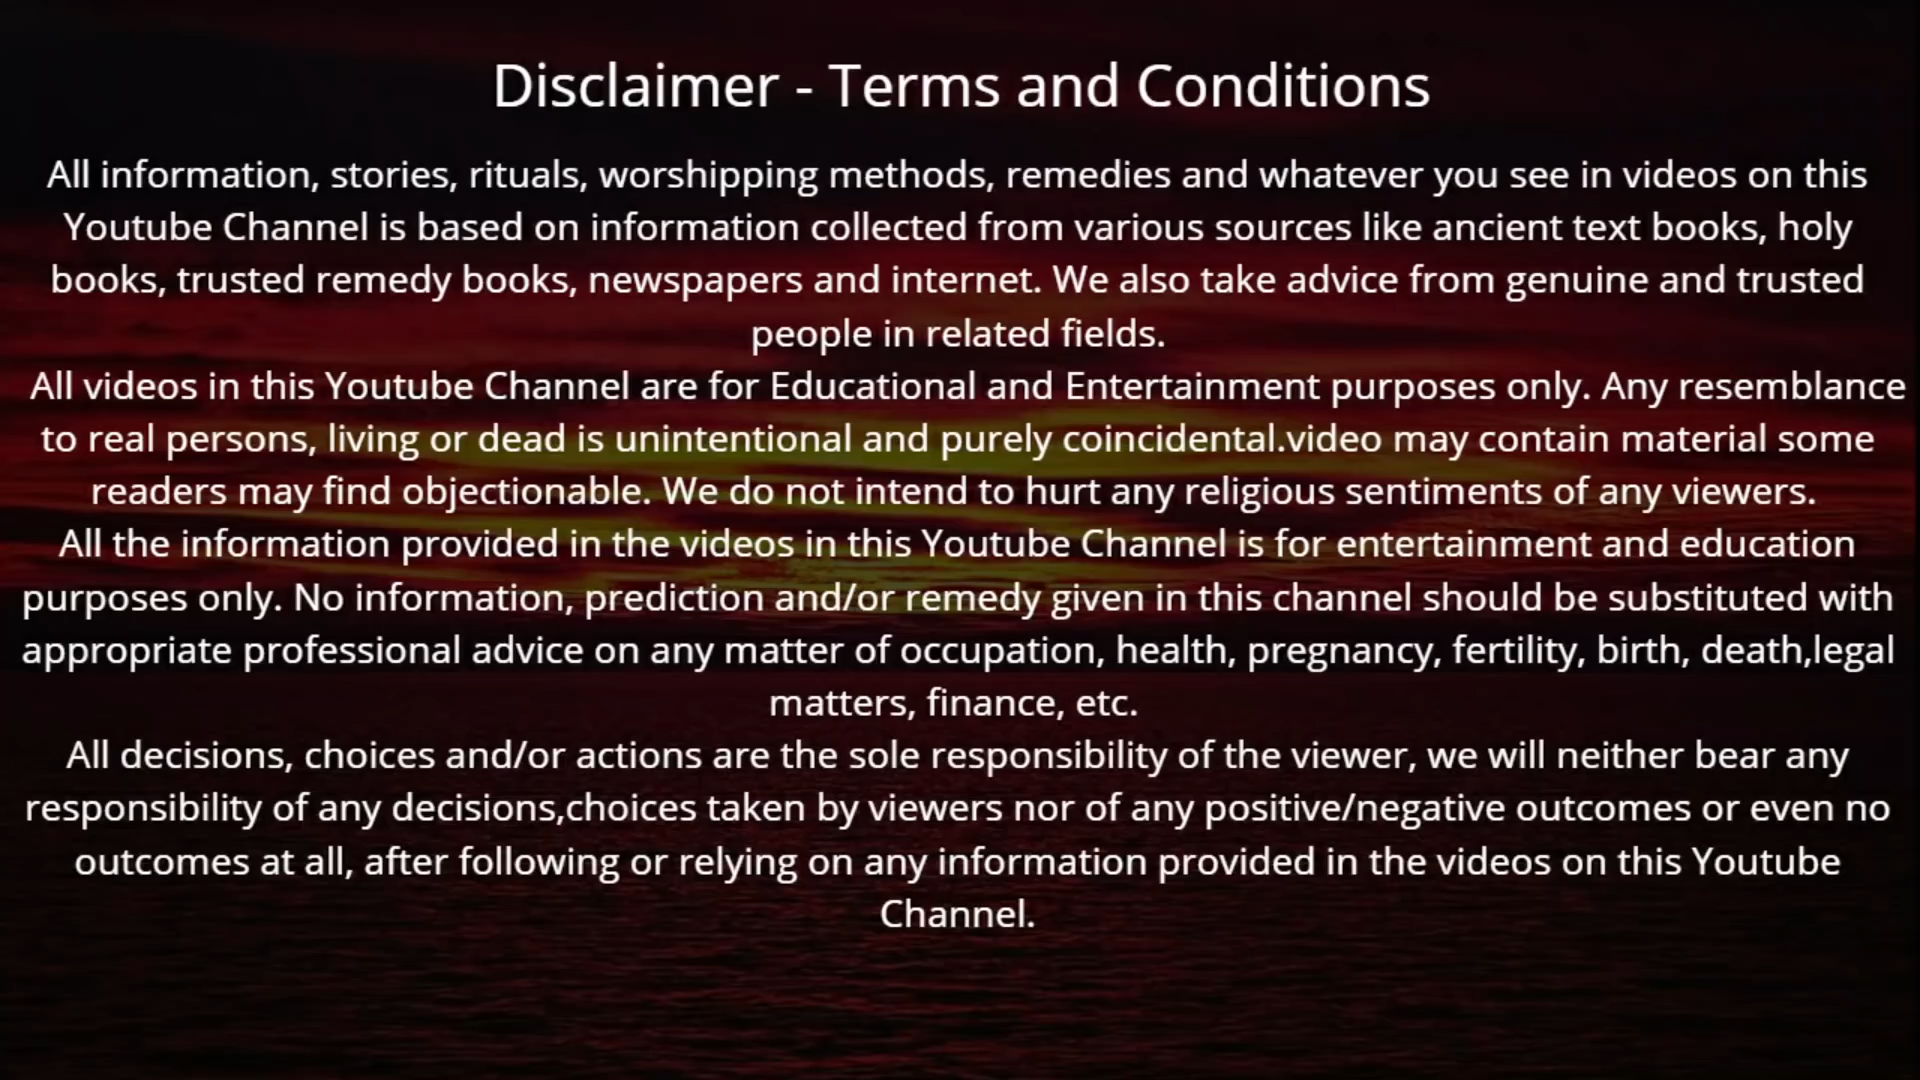 Disclaimer - Terms and Conditions
All information, stories, rituals, worshipping methods, remedies and whatever you see in videos on this
Youtube Channel is based on information collected from various sources like ancient text books, holy
books, trusted remedy books, newspapers and internet. We also take advice from genuine and trusted
people in related fields.
All videos in this Youtube Channel are for Educational and Entertainment purposes only. Any resemblance
to real persons, living or dead is unintentional and purely coincidental.video may contain material some
readers may find objectionable. We do not intend to hurt any religious sentiments of any viewers.
All the information provided in the videos in this Youtube Channel is for entertainment and education
purposes only. No information, prediction and/or remedy given in this channel should be substituted with
appropriate professional advice on any matter of occupation, health, pregnancy, fertility, birth, death,legal
matters, finance, etc.
All decisions, choices and/or actions are the sole responsibility of the viewer, we will neither bear any
responsibility of any decisions,choices taken by viewers nor of any positive/negative outcomes or even no
outcomes at all, after following or relying on any information provided in the videos on this Youtube
Channel.